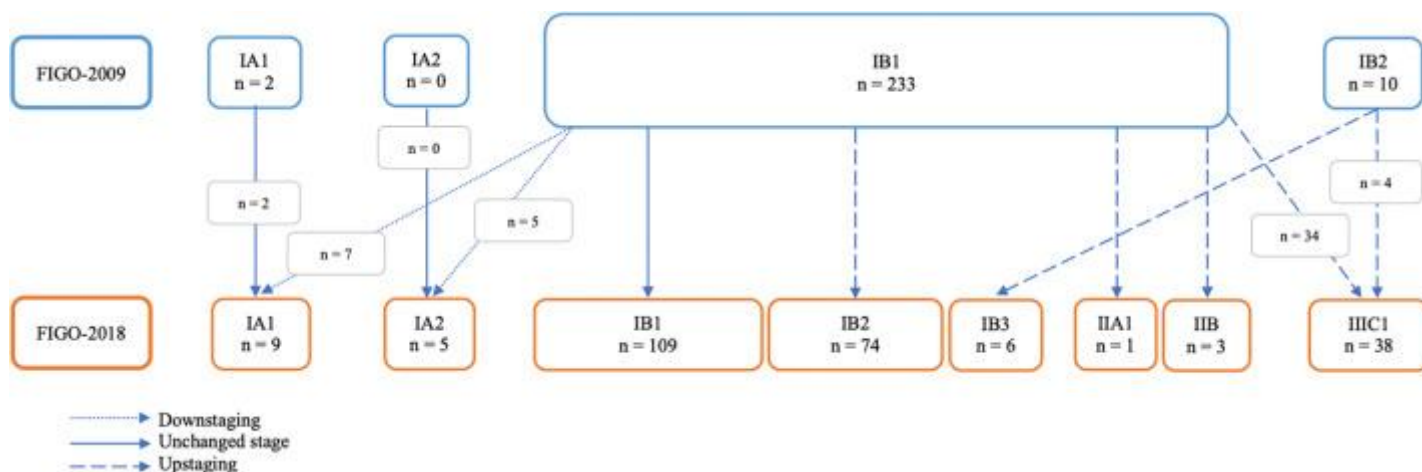 FIGO-2009
IA1
n = 2
IA2
n = 0
IB1
n = 233
IB2
n = 10
n = 0
n = 4
n = 2
n = 5
n = 34
n = 7
FIGO-2018
IA1
n = 9
IA2
n = 5
IB1
n = 109
IB2
n = 74
IB3
n = 6
IIA1
n = 1
IIB
n = 3
IIIC1
n = 38
Downstaging
Unchanged stage
Upstaging